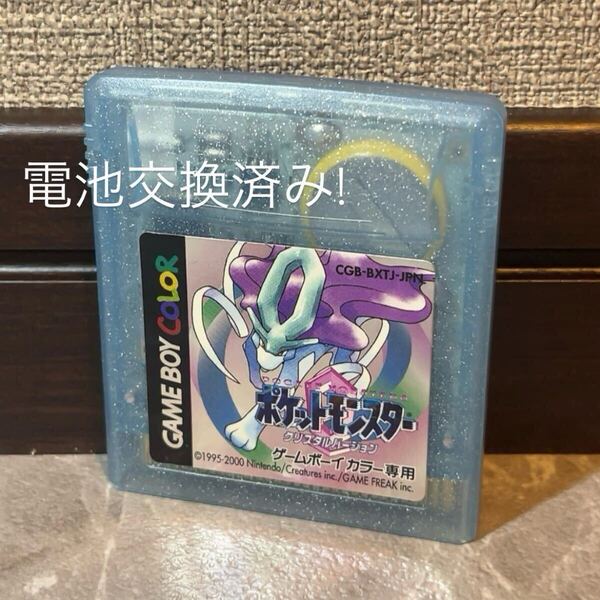 電池交換済み!
CGB-BXTJ-JPN
GAME BOY COLOR
POCKET MONSTERS
ポケットモンスター
クリスタルバージョン
ゲームボーイ カラー専用
©1995-2000 Nintendo/Creatures inc./GAME FREAK inc.